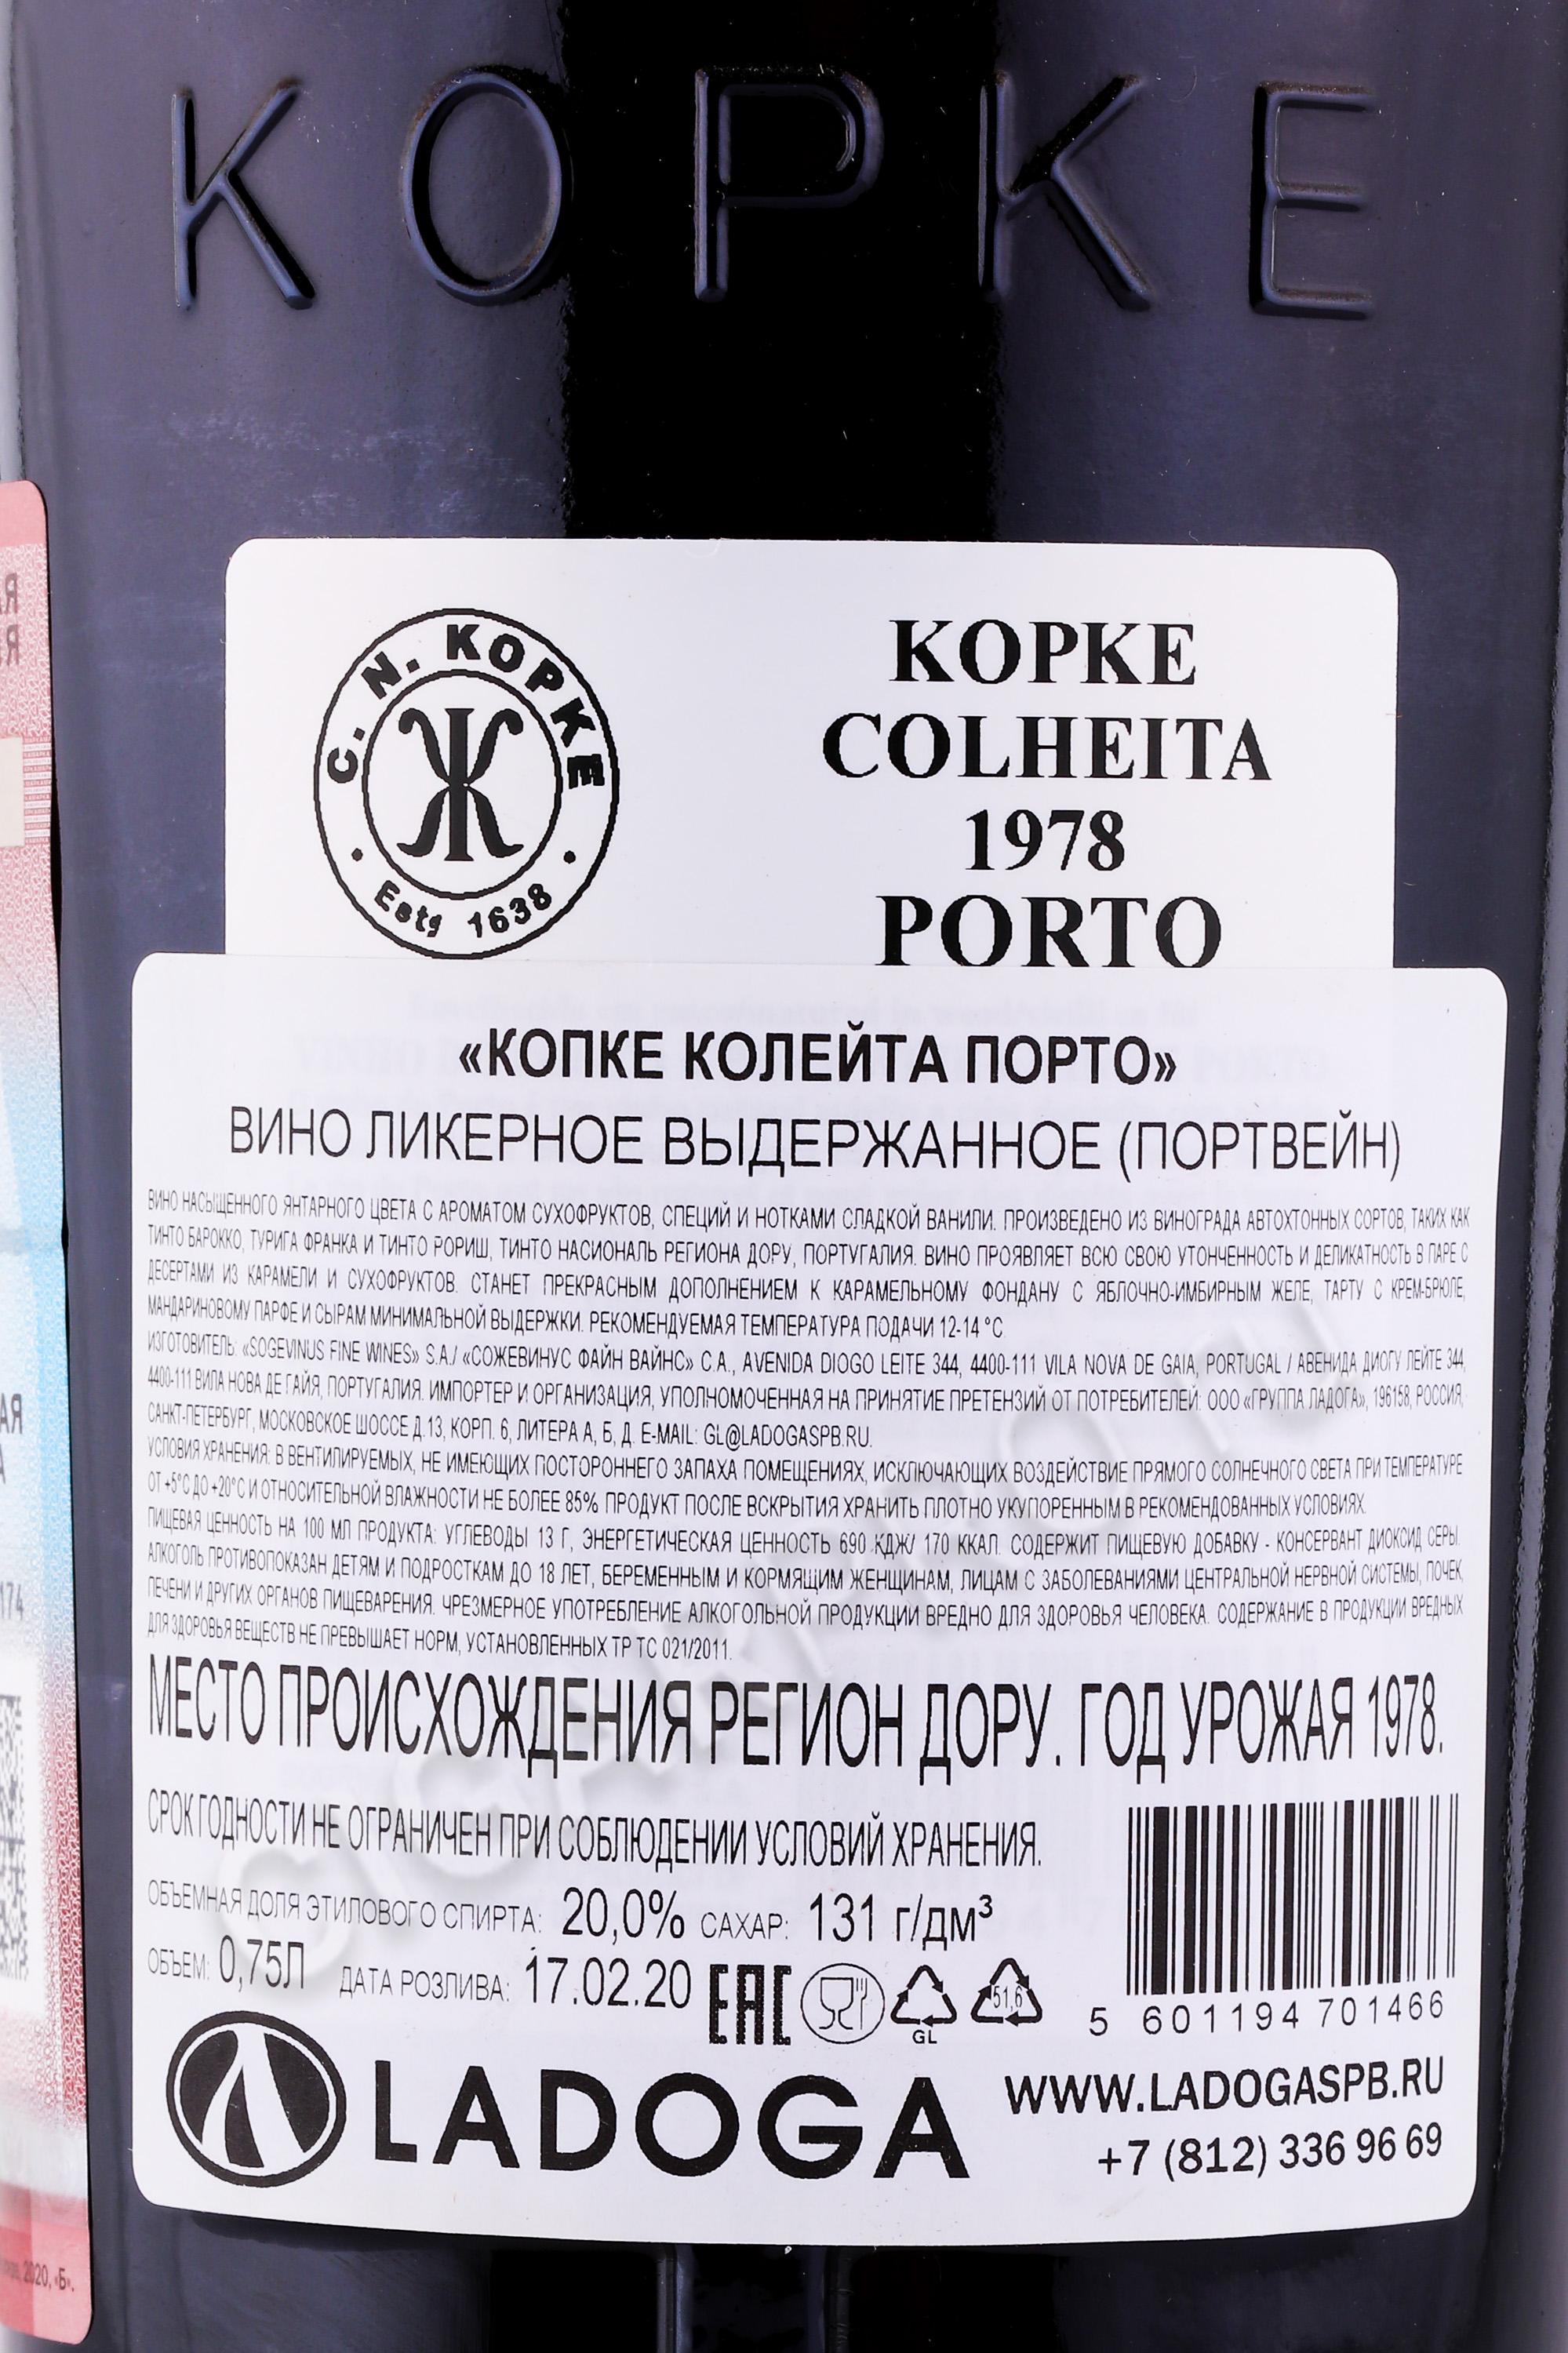 KOPKE
C. N. KOPKE
Estd 1638
KOPKE
COLHEITA
1978
PORTO
«КОПКЕ КОЛЕЙТА ПОРТО»
ВИНО ЛИКЕРНОЕ ВЫДЕРЖАННОЕ (ПОРТВЕЙН)
ВИНО НАСЫЩЕННОГО ЯНТАРНОГО ЦВЕТА С АРОМАТОМ СУХОФРУКТОВ, СПЕЦИЙ И НОТКАМИ СЛАДКОЙ ВАНИЛИ. ПРОИЗВЕДЕНО ИЗ ВИНОГРАДА АВТОХТОННЫХ СОРТОВ, ТАКИХ КАК
ТИНТО БАРОККО, ТУРИГА ФРАНКА И ТИНТО РОРИШ, ТИНТО НАСИОНАЛЬ РЕГИОНА ДОРУ, ПОРТУГАЛИЯ. ВИНО ПРОЯВЛЯЕТ ВСЮ СВОЮ УТОНЧЕННОСТЬ И ДЕЛИКАТНОСТЬ В ПАРЕ С
ДЕСЕРТАМИ ИЗ КАРАМЕЛИ И СУХОФРУКТОВ. СТАНЕТ ПРЕКРАСНЫМ ДОПОЛНЕНИЕМ К КАРАМЕЛЬНОМУ ФОНДАНУ С ЯБЛОЧНО-ИМБИРНЫМ ЖЕЛЕ, ТАРТУ С КРЕМ-БРЮЛЕ,
МАНДАРИНОВОМУ ПАРФЕ И СЫРАМ МИНИМАЛЬНОЙ ВЫДЕРЖКИ. РЕКОМЕНДУЕМАЯ ТЕМПЕРАТУРА ПОДАЧИ 12-14 °С
ИЗГОТОВИТЕЛЬ: «SOGEVINUS FINE WINES» S.A./ «СОЖЕВИНУС ФАЙН ВАЙНС» С.А., AVENIDA DIOGO LEITE 344, 4400-111 VILA NOVA DE GAIA, PORTUGAL / АВЕНИДА ДИОГУ ЛЕЙТЕ 344,
4400-111 ВИЛА НОВА ДЕ ГАЙЯ, ПОРТУГАЛИЯ. ИМПОРТЕР И ОРГАНИЗАЦИЯ, УПОЛНОМОЧЕННАЯ НА ПРИНЯТИЕ ПРЕТЕНЗИЙ ОТ ПОТРЕБИТЕЛЕЙ: ООО «ГРУППА ЛАДОГА», 196158, РОССИЯ,
САНКТ-ПЕТЕРБУРГ, МОСКОВСКОЕ ШОССЕ Д.13, КОРП. 6, ЛИТЕРА А, Б, Д. E-MAIL: GL@LADOGASPB.RU.
УСЛОВИЯ ХРАНЕНИЯ: В ВЕНТИЛИРУЕМЫХ, НЕ ИМЕЮЩИХ ПОСТОРОННЕГО ЗАПАХА ПОМЕЩЕНИЯХ, ИСКЛЮЧАЮЩИХ ВОЗДЕЙСТВИЕ ПРЯМОГО СОЛНЕЧНОГО СВЕТА ПРИ ТЕМПЕРАТУРЕ
ОТ +5°С ДО +20°С И ОТНОСИТЕЛЬНОЙ ВЛАЖНОСТИ НЕ БОЛЕЕ 85%. ПРОДУКТ ПОСЛЕ ВСКРЫТИЯ ХРАНИТЬ ПЛОТНО УКУПОРЕННЫМ В РЕКОМЕНДОВАННЫХ УСЛОВИЯХ.
ПИЩЕВАЯ ЦЕННОСТЬ НА 100 МЛ ПРОДУКТА: УГЛЕВОДЫ 13 Г, ЭНЕРГЕТИЧЕСКАЯ ЦЕННОСТЬ 690 КДЖ/ 170 ККАЛ. СОДЕРЖИТ ПИЩЕВУЮ ДОБАВКУ - КОНСЕРВАНТ ДИОКСИД СЕРЫ.
АЛКОГОЛЬ ПРОТИВОПОКАЗАН ДЕТЯМ И ПОДРОСТКАМ ДО 18 ЛЕТ, БЕРЕМЕННЫМ И КОРМЯЩИМ ЖЕНЩИНАМ, ЛИЦАМ С ЗАБОЛЕВАНИЯМИ ЦЕНТРАЛЬНОЙ НЕРВНОЙ СИСТЕМЫ, ПОЧЕК,
ПЕЧЕНИ И ДРУГИХ ОРГАНОВ ПИЩЕВАРЕНИЯ. ЧРЕЗМЕРНОЕ УПОТРЕБЛЕНИЕ АЛКОГОЛЬНОЙ ПРОДУКЦИИ ВРЕДНО ДЛЯ ЗДОРОВЬЯ ЧЕЛОВЕКА. СОДЕРЖАНИЕ В ПРОДУКЦИИ ВРЕДНЫХ
ДЛЯ ЗДОРОВЬЯ ВЕЩЕСТВ НЕ ПРЕВЫШАЕТ НОРМ, УСТАНОВЛЕННЫХ ТР ТС 021/2011.
МЕСТО ПРОИСХОЖДЕНИЯ РЕГИОН ДОРУ. ГОД УРОЖАЯ 1978.
СРОК ГОДНОСТИ НЕ ОГРАНИЧЕН ПРИ СОБЛЮДЕНИИ УСЛОВИЙ ХРАНЕНИЯ.
ОБЪЕМНАЯ ДОЛЯ ЭТИЛОВОГО СПИРТА: 20,0% САХАР: 131 г/дм³
ОБЪЕМ: 0,75Л ДАТА РОЗЛИВА: 17.02.20 EAC
GL
51,6
5 601194 701466
LADOGA
WWW.LADOGASPB.RU
+7 (812) 336 96 69
174
2020, «Б».